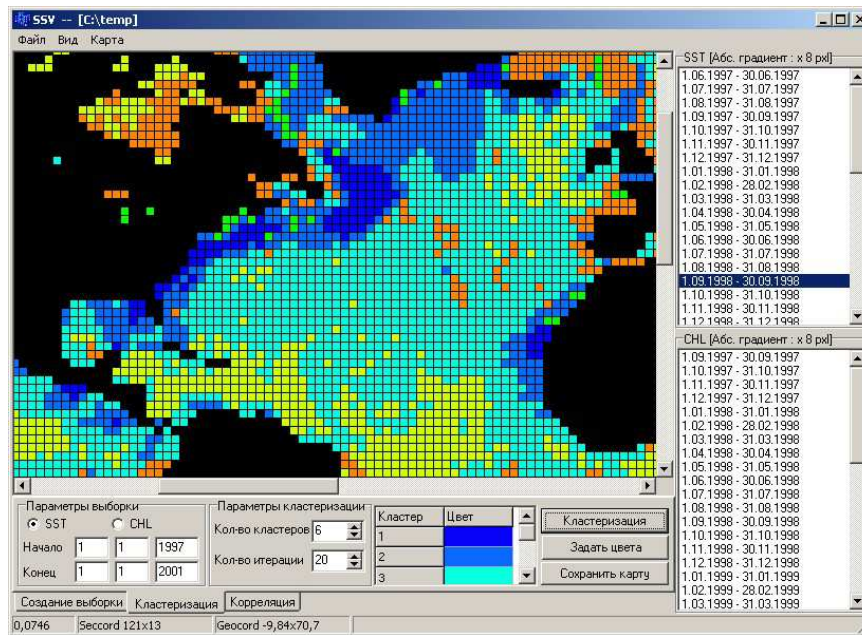 SSV -- [C:\temp]
Файл Вид Карта
SST [Абс. градиент : x 8 pxl]
1.06.1997 - 30.06.1997
1.07.1997 - 31.07.1997
1.08.1997 - 31.08.1997
1.09.1997 - 30.09.1997
1.10.1997 - 31.10.1997
1.11.1997 - 30.11.1997
1.12.1997 - 31.12.1997
1.01.1998 - 31.01.1998
1.02.1998 - 28.02.1998
1.03.1998 - 31.03.1998
1.04.1998 - 30.04.1998
1.05.1998 - 31.05.1998
1.06.1998 - 30.06.1998
1.07.1998 - 31.07.1998
1.08.1998 - 31.08.1998
1.09.1998 - 30.09.1998
1.10.1998 - 31.10.1998
1.11.1998 - 30.11.1998
1.12.1998 - 31.12.1998
CHL [Абс. градиент : x 8 pxl]
1.09.1997 - 30.09.1997
1.10.1997 - 31.10.1997
1.11.1997 - 30.11.1997
1.12.1997 - 31.12.1997
1.01.1998 - 31.01.1998
1.02.1998 - 28.02.1998
1.03.1998 - 31.03.1998
1.04.1998 - 30.04.1998
1.05.1998 - 31.05.1998
1.06.1998 - 30.06.1998
1.07.1998 - 31.07.1998
1.08.1998 - 31.08.1998
1.09.1998 - 30.09.1998
1.10.1998 - 31.10.1998
1.11.1998 - 30.11.1998
1.12.1998 - 31.12.1998
1.01.1999 - 31.01.1999
1.02.1999 - 28.02.1999
1.03.1999 - 31.03.1999
Параметры выборки
SST CHL
Начало 1 1 1997
Конец 1 1 2001
Параметры кластеризации
Кол-во кластеров 6
Кол-во итерации 20
Кластер Цвет
1
2
3
Кластеризация
Задать цвета
Сохранить карту
Создание выборки Кластеризация Корреляция
0,0746 Seccord 121x13 Geocord -9,84x70,7